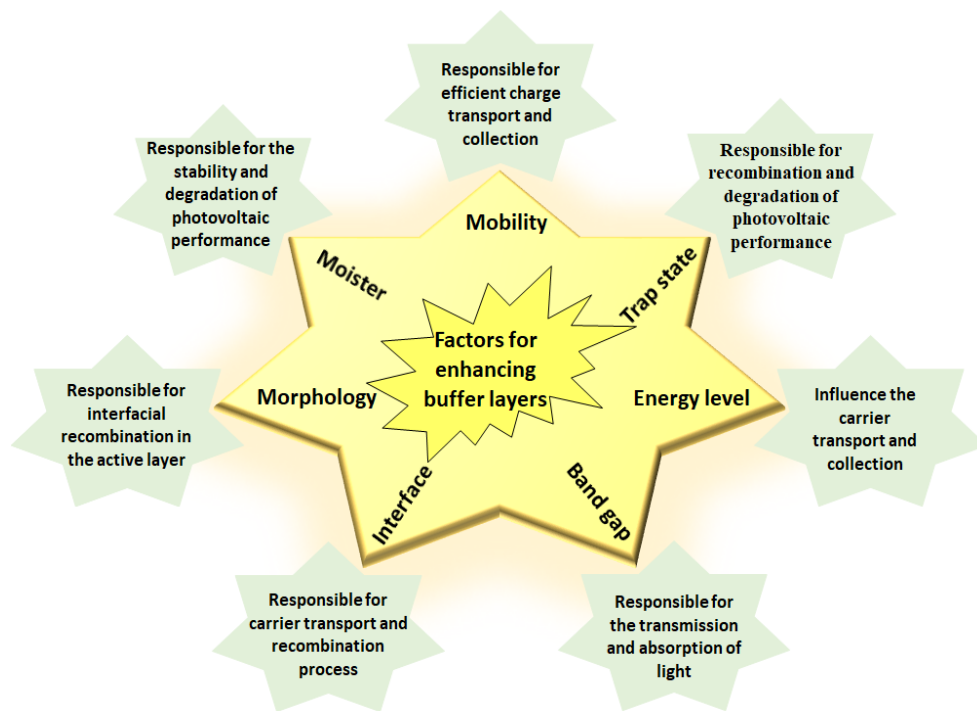 Responsible for
efficient charge
transport and
collection
Responsible for the
stability and
degradation of
photovoltaic
performance
Responsible for
recombination and
degradation of
photovoltaic
performance
Mobility
Moister
Trap state
Factors for
enhancing
buffer layers
Responsible for
interfacial
recombination in
the active layer
Morphology
Energy level
Influence the
carrier
transport and
collection
Interface
Band gap
Responsible for
carrier transport and
recombination
process
Responsible for
the transmission
and absorption of
light